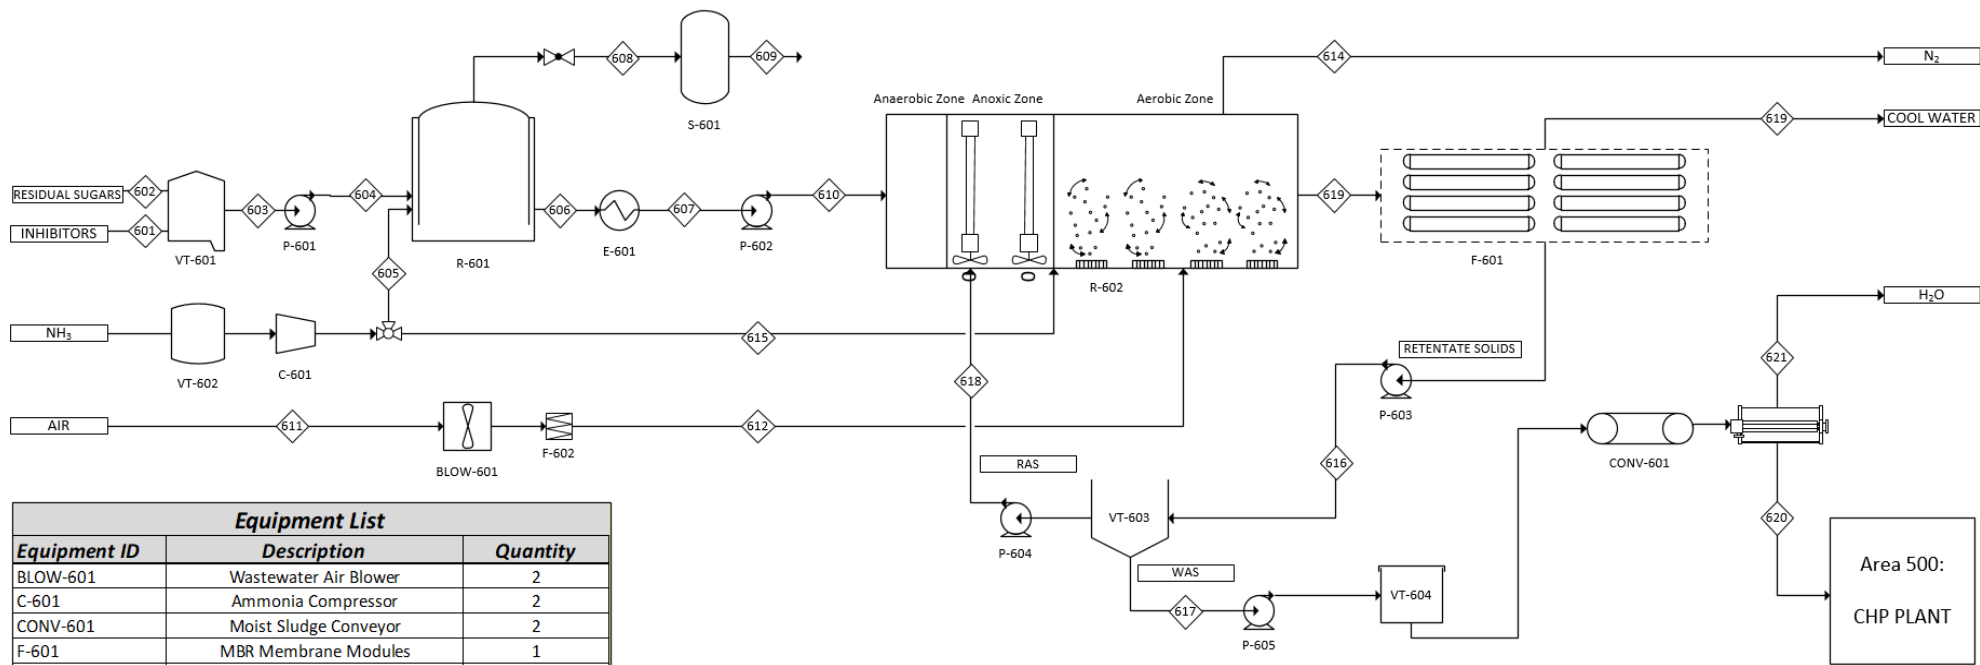 608
609
S-601
614
N₂
Anaerobic Zone
Anoxic Zone
Aerobic Zone
619
COOL WATER
RESIDUAL SUGARS
602
603
604
606
607
610
619
INHIBITORS
601
P-601
VT-601
R-601
E-601
P-602
R-602
F-601
605
H₂O
NH₃
615
RETENTATE SOLIDS
621
VT-602
C-601
618
P-603
AIR
611
612
BLOW-601
F-602
RAS
616
CONV-601
P-604
VT-603
620
WAS
617
P-605
VT-604
Area 500:
CHP PLANT
Equipment List
Equipment ID Description Quantity
BLOW-601 Wastewater Air Blower 2
C-601 Ammonia Compressor 2
CONV-601 Moist Sludge Conveyor 2
F-601 MBR Membrane Modules 1